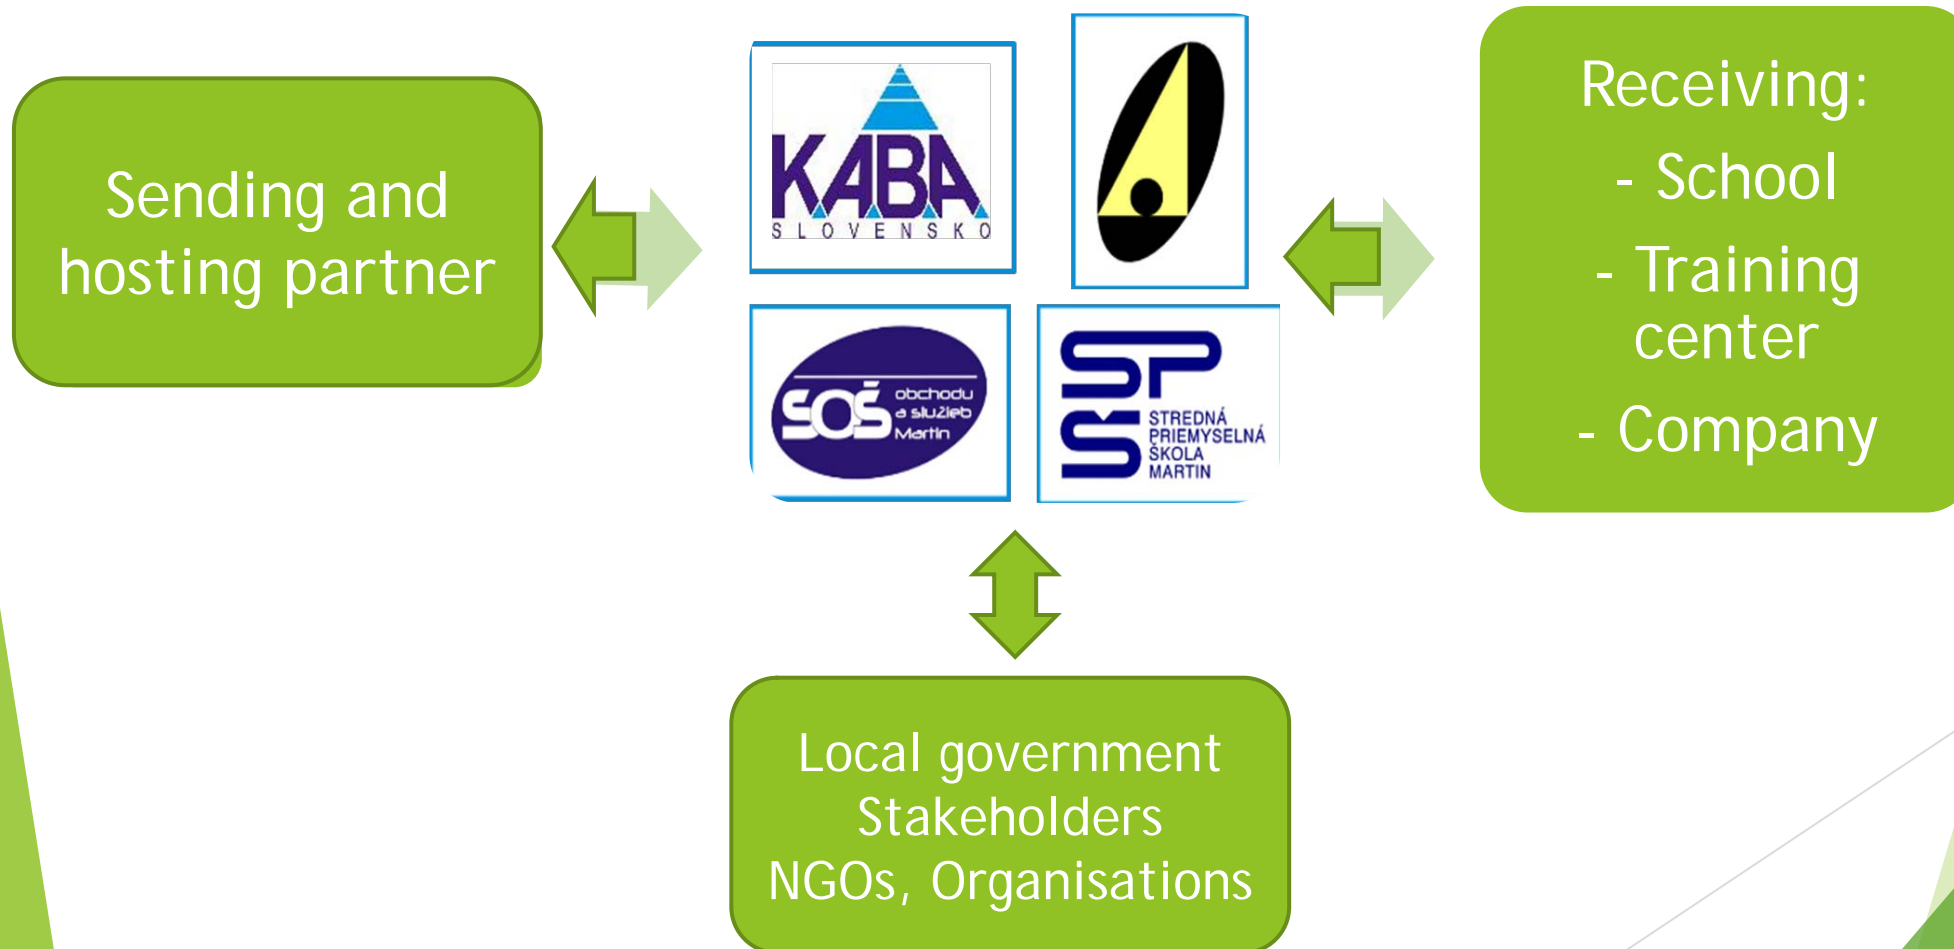 Sending and
hosting partner
K.A.B.A.
SLOVENSKO
SOŠ
obchodu
a služieb
Martin
SPŠ
STREDNÁ
PRIEMYSELNÁ
ŠKOLA
MARTIN
Receiving:
- School
- Training
center
- Company
Local government
Stakeholders
NGOs, Organisations